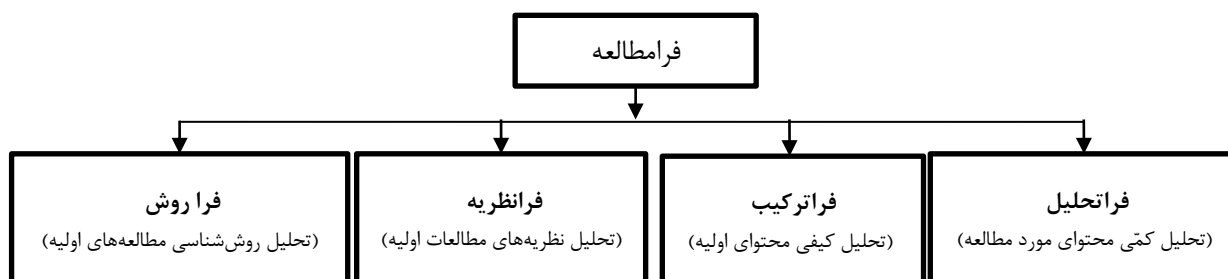 فرامطالعه
فراتحلیل
(تحلیل کمّی محتوای مورد مطالعه)
فراترکیب
(تحلیل کیفی محتوای اولیه)
فرانظریه
(تحلیل نظریه‌های مطالعات اولیه)
فرا روش
(تحلیل روش‌شناسی مطالعه‌های اولیه)